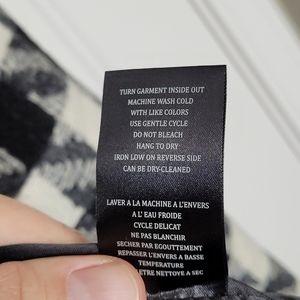 TURN GARMENT INSIDE OUT
MACHINE WASH COLD
WITH LIKE COLORS
USE GENTLE CYCLE
DO NOT BLEACH
HANG TO DRY
IRON LOW ON REVERSE SIDE
CAN BE DRY-CLEANED
LAVER A LA MACHINE A L'ENVERS
A L' EAU FROIDE
CYCLE DELICAT
NE PAS BLANCHIR
SECHER PAR EGOUTTEMENT
REPASSER L'ENVERS A BASSE
TEMPERATURE
ETRE NETTOYE A SEC